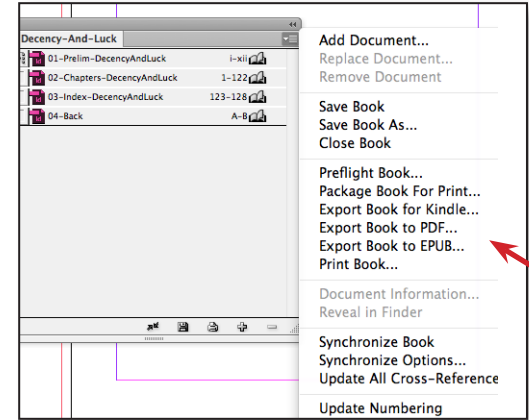 Decency-And-Luck
01-Prelim-DecencyAndLuck i-xii
02-Chapters-DecencyAndLuck 1-122
03-Index-DecencyAndLuck 123-128
04-Back A-B
Add Document...
Replace Document...
Remove Document
Save Book
Save Book As...
Close Book
Preflight Book...
Package Book For Print...
Export Book for Kindle...
Export Book to PDF...
Export Book to EPUB...
Print Book...
Document Information...
Reveal in Finder
Synchronize Book
Synchronize Options...
Update All Cross-Reference
Update Numbering